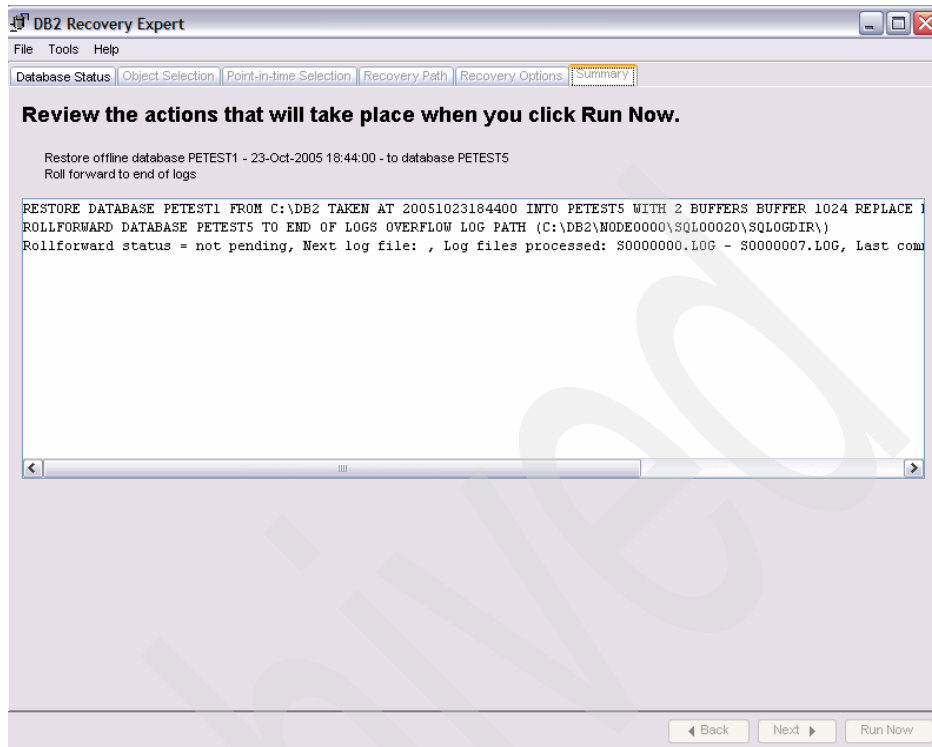 DB2 Recovery Expert
File Tools Help
Database Status Object Selection Point-in-time Selection Recovery Path Recovery Options Summary
Review the actions that will take place when you click Run Now.
Restore offline database PETEST1 - 23-Oct-2005 18:44:00 - to database PETEST5
Roll forward to end of logs
RESTORE DATABASE PETEST1 FROM C:\DB2 TAKEN AT 20051023184400 INTO PETEST5 WITH 2 BUFFERS BUFFER 1024 REPLACE
ROLLFORWARD DATABASE PETEST5 TO END OF LOGS OVERFLOW LOG PATH (C:\DB2\NODE0000\SQL00020\SQLOGDIR\)
Rollforward status = not pending, Next log file: , Log files processed: S0000000.LOG - S0000007.LOG, Last com
hived
Back Next Run Now